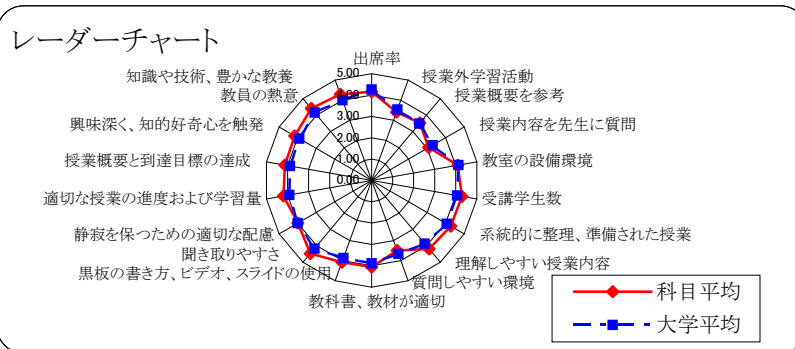 レーダーチャート
出席率
授業外学習活動
授業概要を参考
授業内容を先生に質問
教室の設備環境
受講学生数
系統的に整理、準備された授業
理解しやすい授業内容
質問しやすい環境
教科書、教材が適切
黒板の書き方、ビデオ、スライドの使用
聞き取りやすさ
静寂を保つための適切な配慮
適切な授業の進度および学習量
授業概要と到達目標の達成
興味深く、知的好奇心を触発
教員の熱意
知識や技術、豊かな教養
5.00
4.00
3.00
2.00
1.00
0.00
科目平均
大学平均